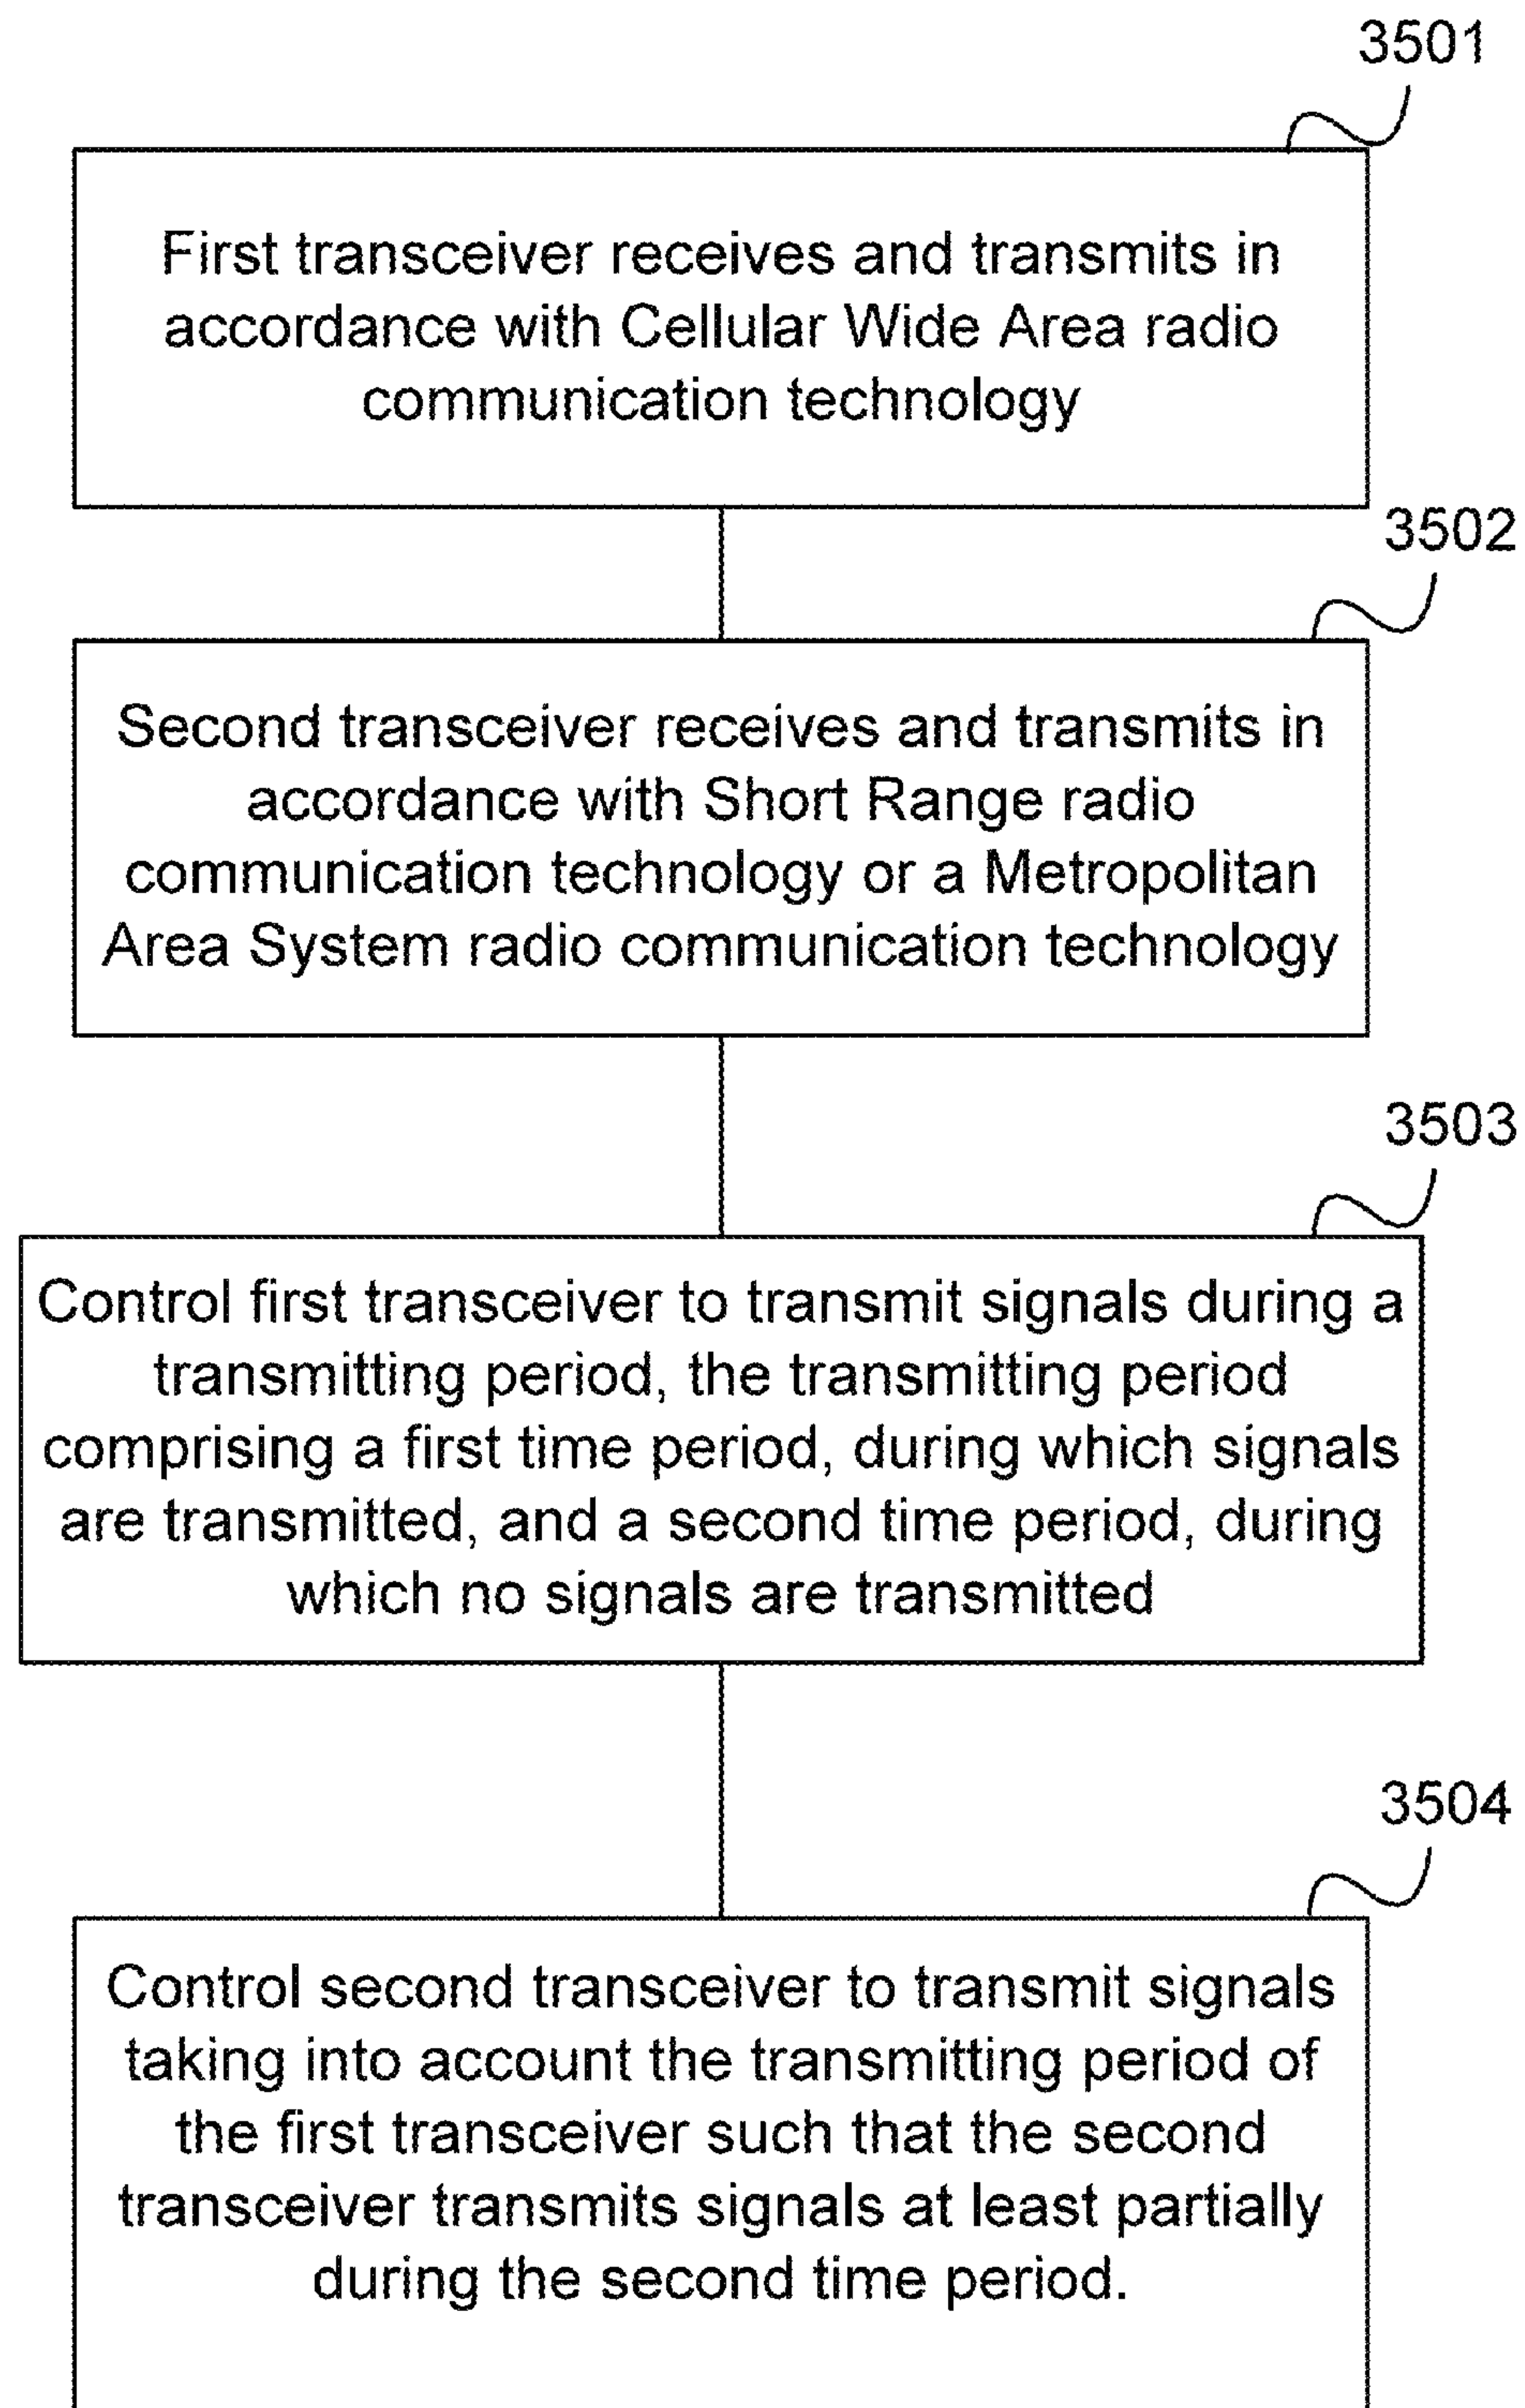 3501
First transceiver receives and transmits in
accordance with Cellular Wide Area radio
communication technology
3502
Second transceiver receives and transmits in
accordance with Short Range radio
communication technology or a Metropolitan
Area System radio communication technology
3503
Control first transceiver to transmit signals during a
transmitting period, the transmitting period
comprising a first time period, during which signals
are transmitted, and a second time period, during
which no signals are transmitted
3504
Control second transceiver to transmit signals
taking into account the transmitting period of
the first transceiver such that the second
transceiver transmits signals at least partially
during the second time period.